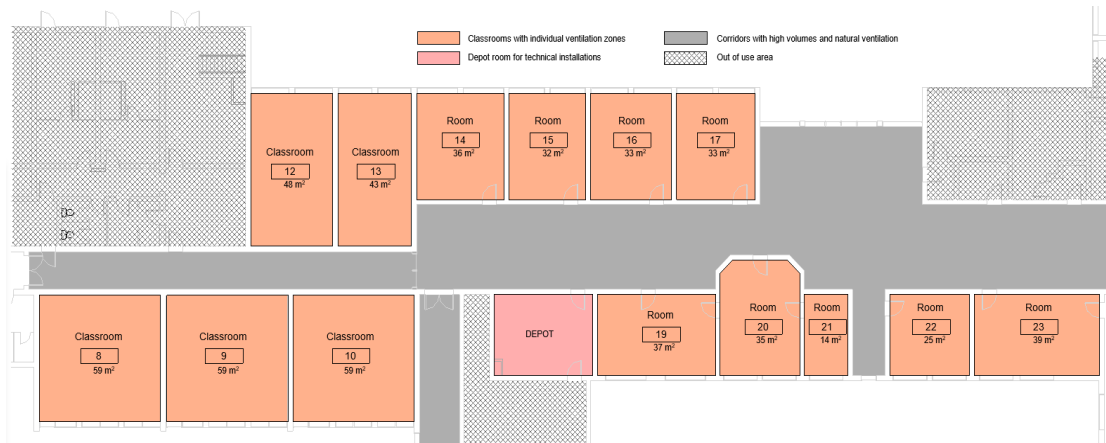 Classrooms with individual ventilation zones
Corridors with high volumes and natural ventilation
Depot room for technical installations
Out of use area
Classroom
12
48 m²
Classroom
13
43 m²
Room
14
36 m²
Room
15
32 m²
Room
16
33 m²
Room
17
33 m²
Classroom
8
59 m²
Classroom
9
59 m²
Classroom
10
59 m²
DEPOT
Room
19
37 m²
Room
20
35 m²
Room
21
14 m²
Room
22
25 m²
Room
23
39 m²